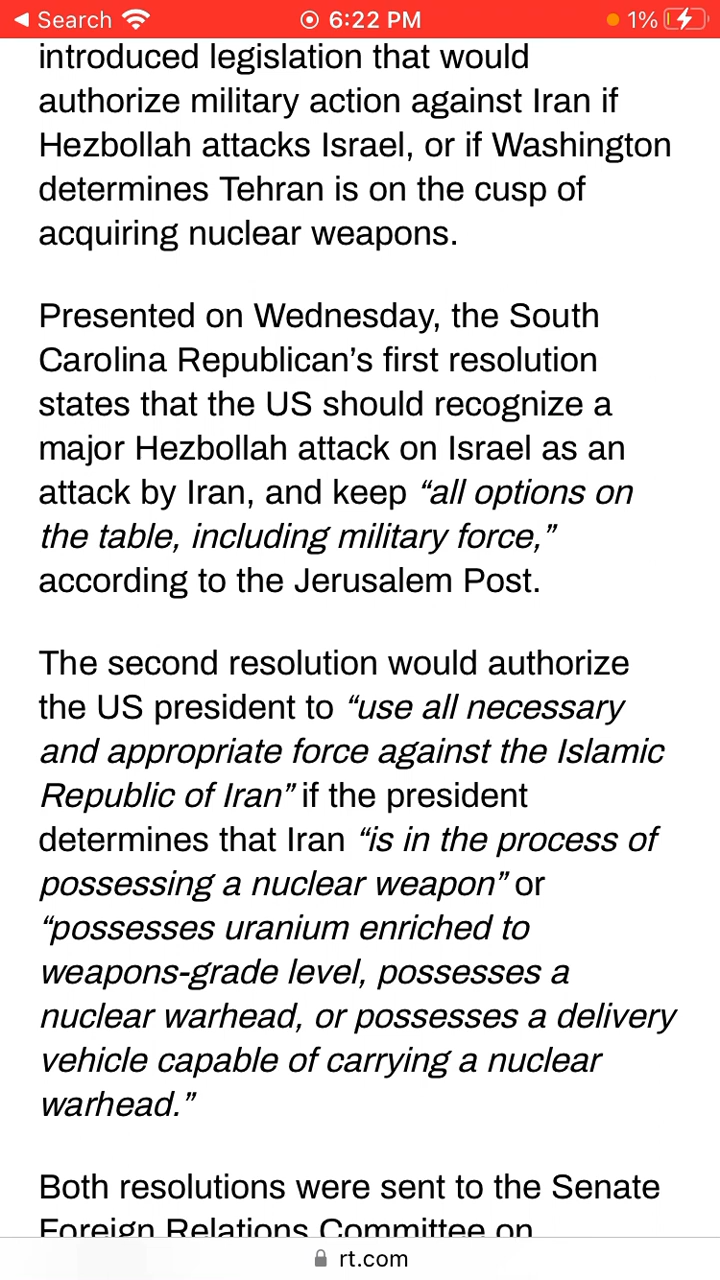 Search 6:22 PM 1%
introduced legislation that would
authorize military action against Iran if
Hezbollah attacks Israel, or if Washington
determines Tehran is on the cusp of
acquiring nuclear weapons.
Presented on Wednesday, the South
Carolina Republican’s first resolution
states that the US should recognize a
major Hezbollah attack on Israel as an
attack by Iran, and keep “all options on
the table, including military force,”
according to the Jerusalem Post.
The second resolution would authorize
the US president to “use all necessary
and appropriate force against the Islamic
Republic of Iran” if the president
determines that Iran “is in the process of
possessing a nuclear weapon” or
“possesses uranium enriched to
weapons-grade level, possesses a
nuclear warhead, or possesses a delivery
vehicle capable of carrying a nuclear
warhead.”
Both resolutions were sent to the Senate
Foreign Relations Committee on
rt.com